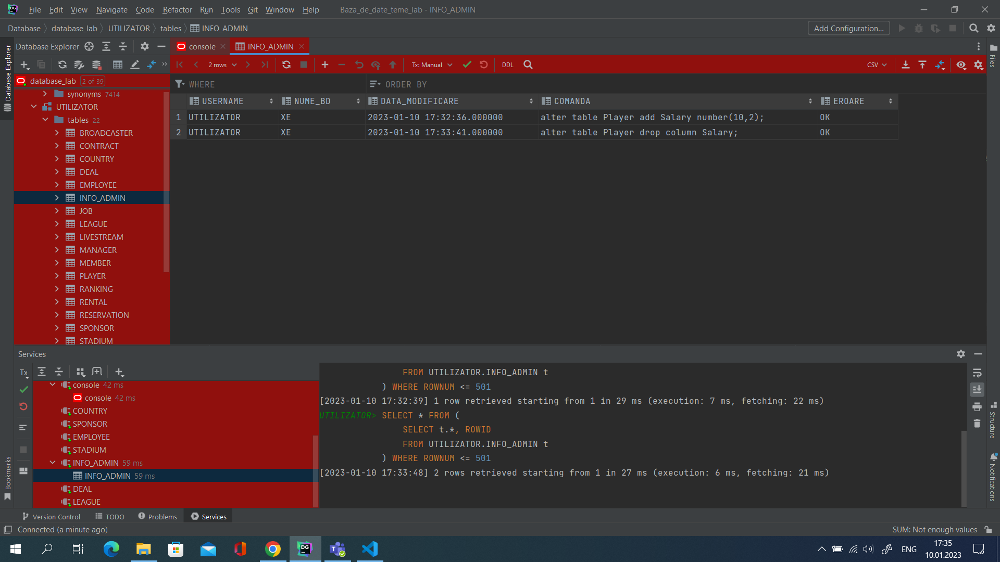 DG File Edit View Navigate Code Refactor Run Tools Git Window Help Baza_de_date_teme_lab - INFO_ADMIN
Database database_lab UTILIZATOR tables INFO_ADMIN Add Configuration...
Database Explorer console INFO_ADMIN
2 rows Tx: Manual DDL CSV
database_lab 2 of 39
WHERE ORDER BY
synonyms 7414
UTILIZATOR
tables 22
BROADCASTER
CONTRACT
COUNTRY
DEAL
EMPLOYEE
INFO_ADMIN
JOB
LEAGUE
LIVESTREAM
MANAGER
MEMBER
PLAYER
RANKING
RENTAL
RESERVATION
SPONSOR
STADIUM
USERNAME NUME_BD DATA_MODIFICARE COMANDA EROARE
1 UTILIZATOR XE 2023-01-10 17:32:36.000000 alter table Player add Salary number(10,2); OK
2 UTILIZATOR XE 2023-01-10 17:33:41.000000 alter table Player drop column Salary; OK
Database Explorer
Bookmarks
Files
Structure
Notifications
Services
Tx
console 42 ms
console 42 ms
COUNTRY
SPONSOR
EMPLOYEE
STADIUM
INFO_ADMIN 59 ms
INFO_ADMIN 59 ms
DEAL
LEAGUE
FROM UTILIZATOR.INFO_ADMIN t
) WHERE ROWNUM <= 501
[2023-01-10 17:32:39] 1 row retrieved starting from 1 in 29 ms (execution: 7 ms, fetching: 22 ms)
UTILIZATOR> SELECT * FROM (
SELECT t.*, ROWID
FROM UTILIZATOR.INFO_ADMIN t
) WHERE ROWNUM <= 501
[2023-01-10 17:33:48] 2 rows retrieved starting from 1 in 27 ms (execution: 6 ms, fetching: 21 ms)
Version Control TODO Problems Services
Connected (a minute ago) SUM: Not enough values
DG ENG 17:35
10.01.2023